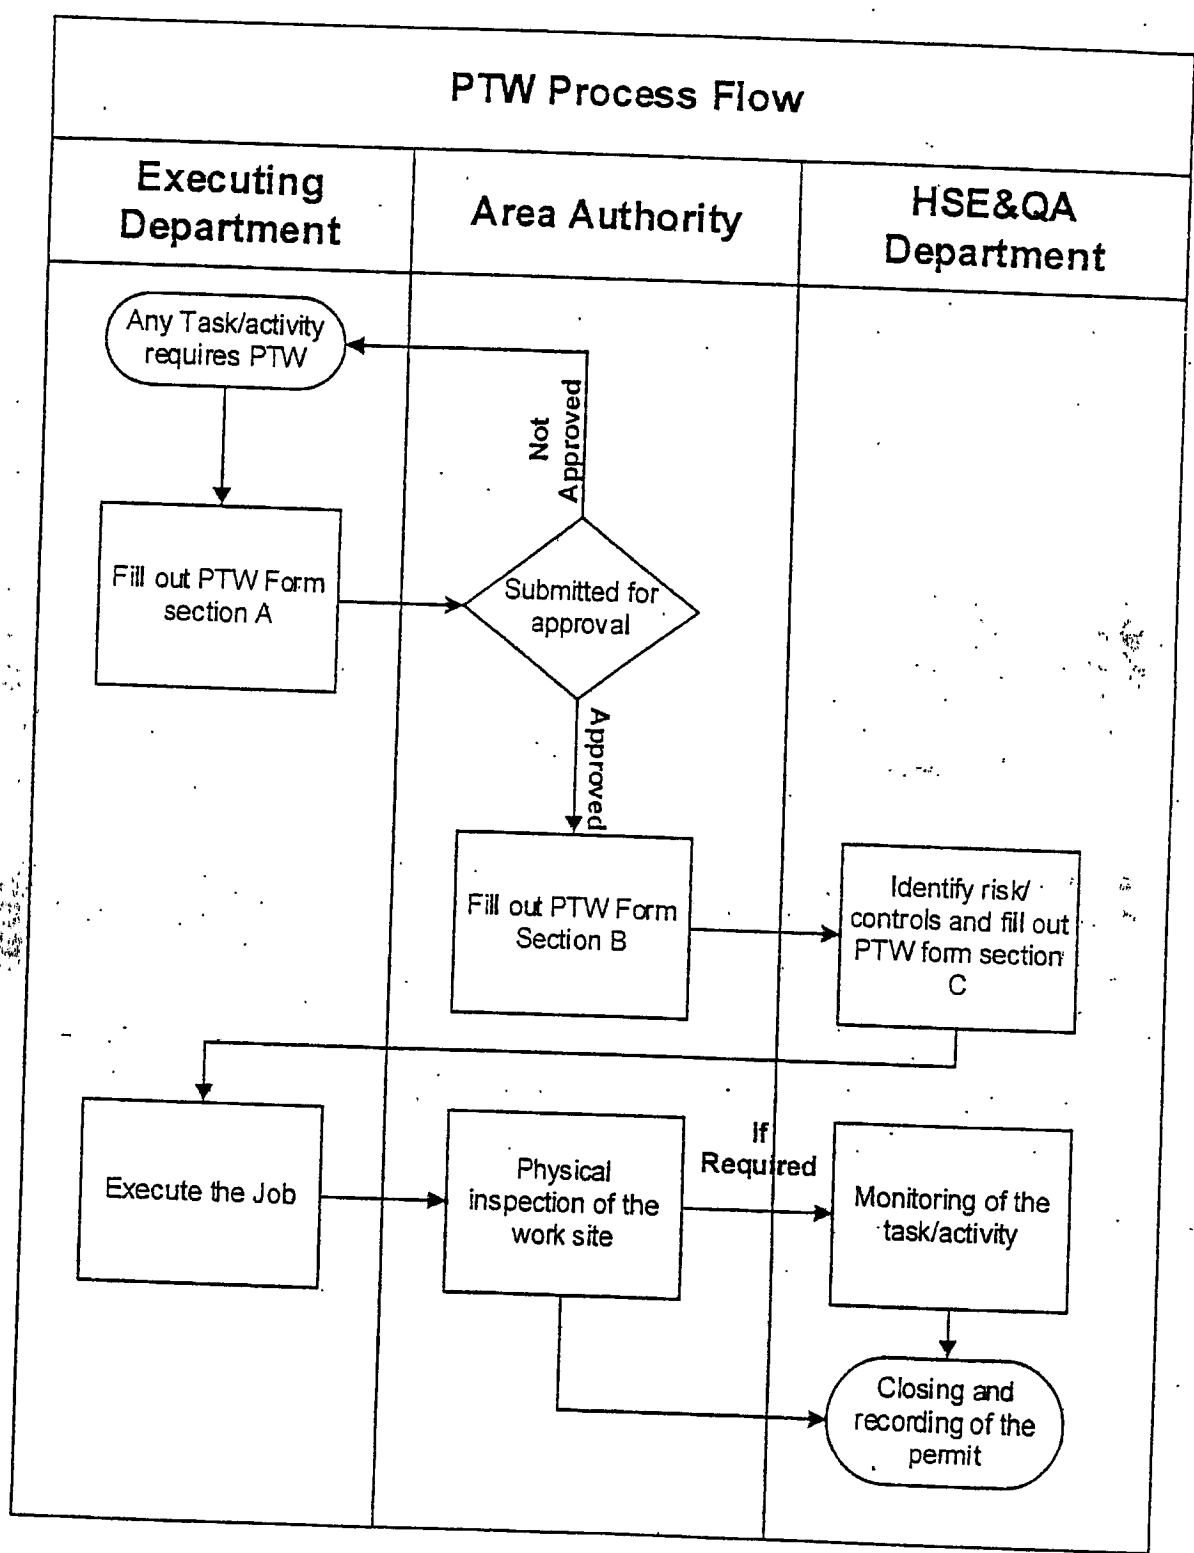 PTW Process Flow
Executing
Department
Area Authority
HSE&QA
Department
Any Task/activity
requires PTW
Not
Approved
Fill out PTW Form
section A
Submitted for
approval
Approved
Fill out PTW Form
Section B
Identify risk/
controls and fill out
PTW form section
C
Execute the Job
Physical
inspection of the
work site
If
Required
Monitoring of the
task/activity
Closing and
recording of the
permit